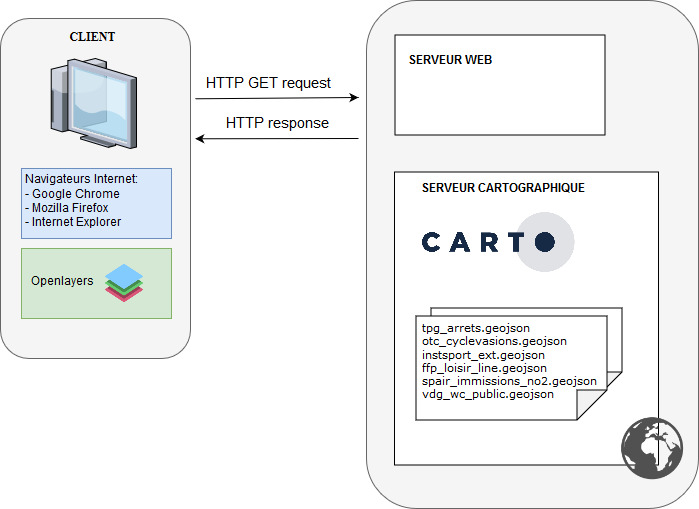 CLIENT
Navigateurs Internet:
- Google Chrome
- Mozilla Firefox
- Internet Explorer
Openlayers
HTTP GET request
HTTP response
SERVEUR WEB
SERVEUR CARTOGRAPHIQUE
CARTO
tpg_arrets.geojson
otc_cyclevasions.geojson
instsport_ext.geojson
ffp_loisir_line.geojson
spair_immissions_no2.geojson
vdg_wc_public.geojson